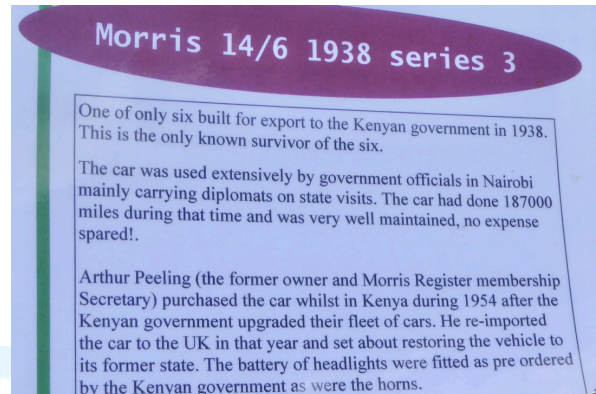 Morris 14/6 1938 series 3
One of only six built for export to the Kenyan government in 1938.
This is the only known survivor of the six.
The car was used extensively by government officials in Nairobi
mainly carrying diplomats on state visits. The car had done 187000
miles during that time and was very well maintained, no expense
spared!.
Arthur Peeling (the former owner and Morris Register membership
Secretary) purchased the car whilst in Kenya during 1954 after the
Kenyan government upgraded their fleet of cars. He re-imported
the car to the UK in that year and set about restoring the vehicle to
its former state. The battery of headlights were fitted as pre ordered
by the Kenyan government as were the horns.